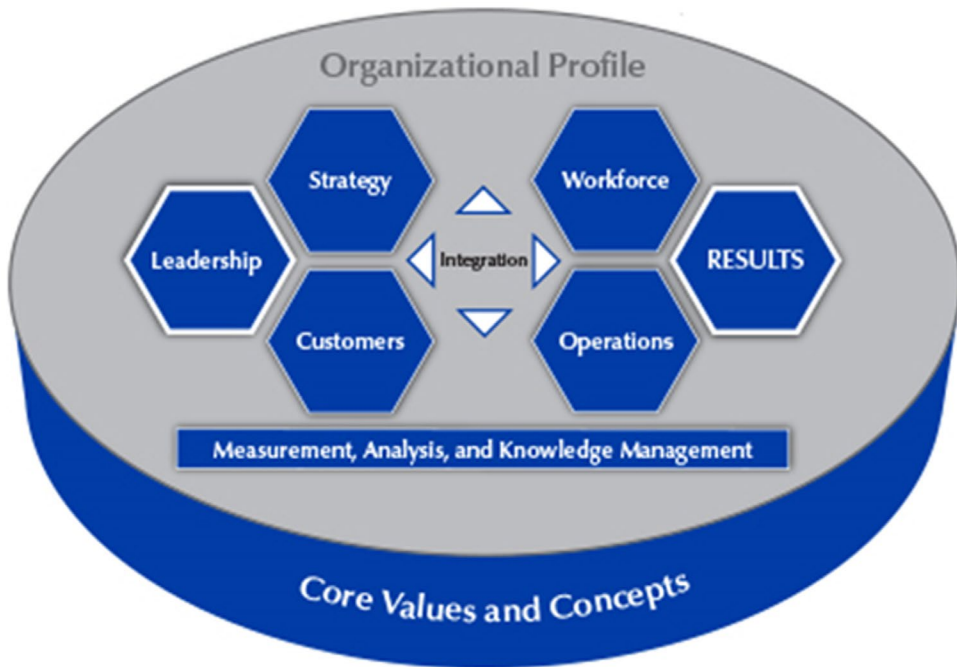 Organizational Profile
Strategy
Workforce
Leadership
Integration
RESULTS
Customers
Operations
Measurement, Analysis, and Knowledge Management
Core Values and Concepts